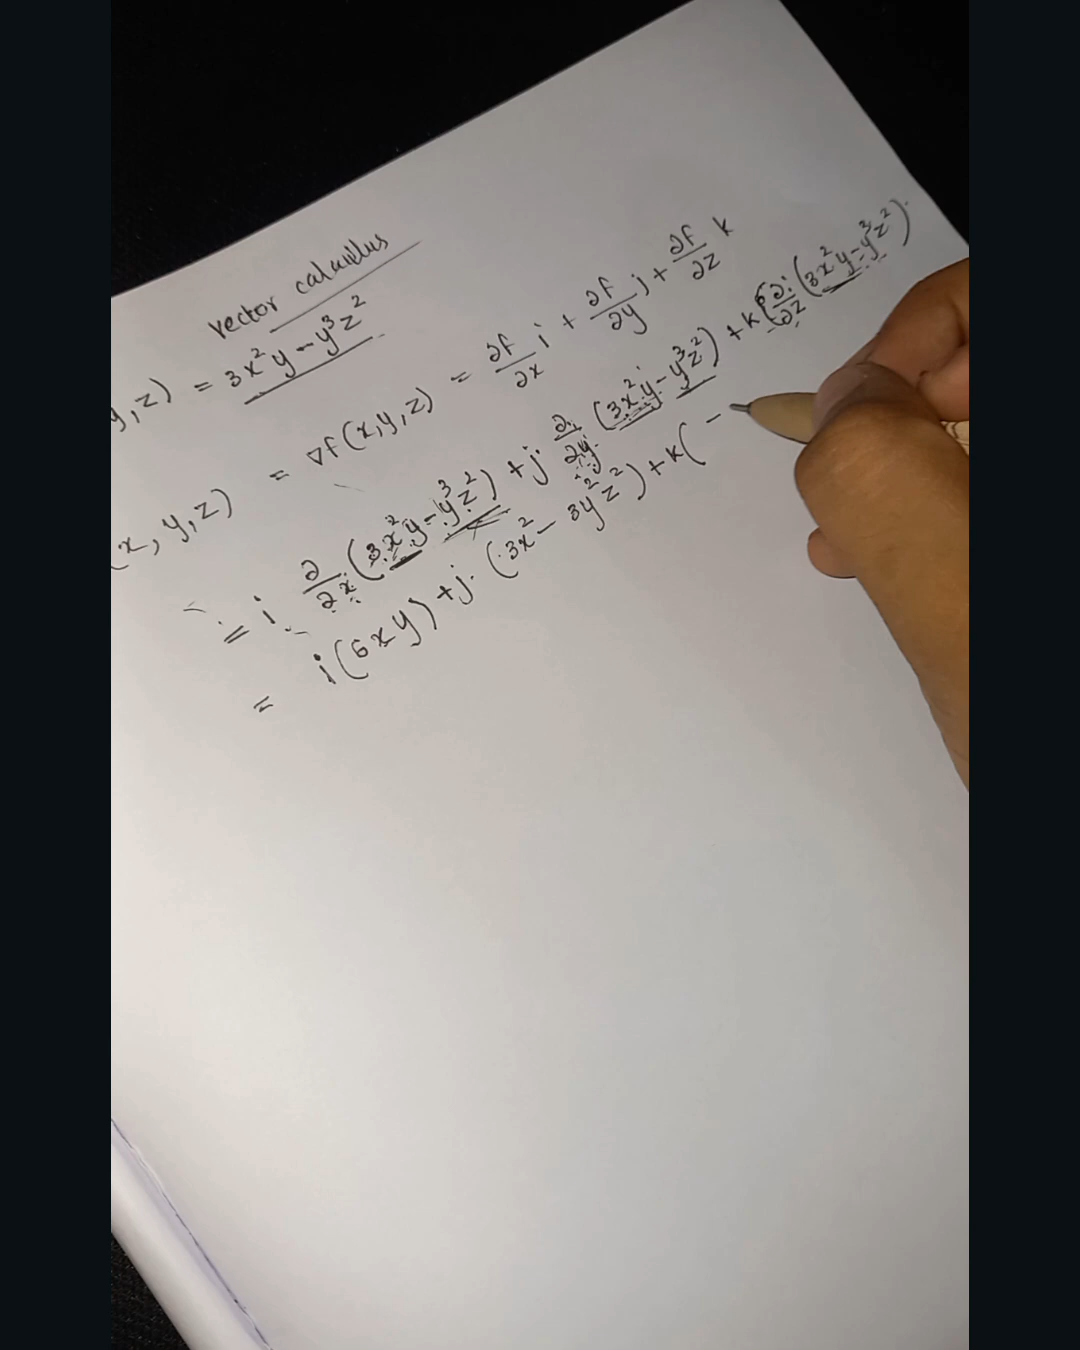 vector calculus
y, z) = 3x²y - y³z²
(x, y, z) = ∇f(x, y, z) = ∂f/∂x i + ∂f/∂y j + ∂f/∂z k
= i ∂/∂x (3x²y - y³z²) + j ∂/∂y (3x²y - y³z²) + k ∂/∂z (3x²y - y³z²)
= i(6xy) + j (3x² - 3y²z²) + k( -